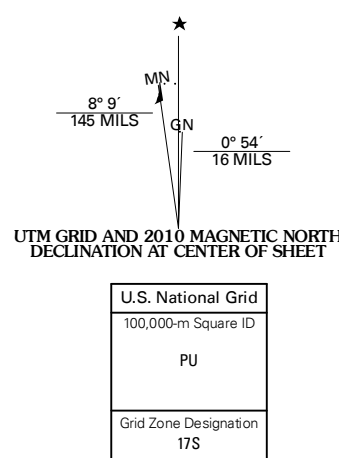 ★
MN
GN
8° 9´
145 MILS
0° 54´
16 MILS
UTM GRID AND 2010 MAGNETIC NORTH
DECLINATION AT CENTER OF SHEET
U.S. National Grid
100,000-m Square ID
PU
Grid Zone Designation
17S